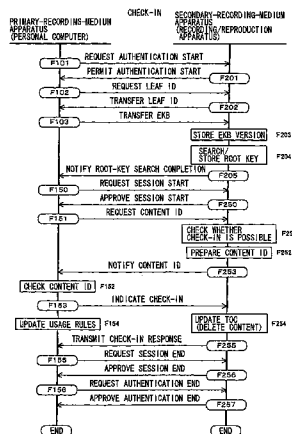 CHECK-IN
PRIMARY-RECORDING-MEDIUM
APPARATUS
(PERSONAL COMPUTER)
SECONDARY-RECORDING-MEDIUM
APPARATUS
(RECORDING/REPRODUCTION
APPARATUS)
REQUEST AUTHENTICATION START
F101
PERMIT AUTHENTICATION START
F201
REQUEST LEAF ID
F102
TRANSFER LEAF ID
F202
TRANSFER EKB
F103
STORE EKB VERSION F203
SEARCH/
STORE ROOT KEY
F204
NOTIFY ROOT-KEY SEARCH COMPLETION
F205
REQUEST SESSION START
F150
APPROVE SESSION START
F250
REQUEST CONTENT ID
F151
CHECK WHETHER
CHECK-IN IS POSSIBLE
PREPARE CONTENT ID F252
NOTIFY CONTENT ID
F253
CHECK CONTENT ID F152
INDICATE CHECK-IN
F153
UPDATE USAGE RULES F154
UPDATE TOC
(DELETE CONTENT)
F254
TRANSMIT CHECK-IN RESPONSE
F255
REQUEST SESSION END
F155
APPROVE SESSION END
F256
REQUEST AUTHENTICATION END
F156
APPROVE AUTHENTICATION END
F257
END
END